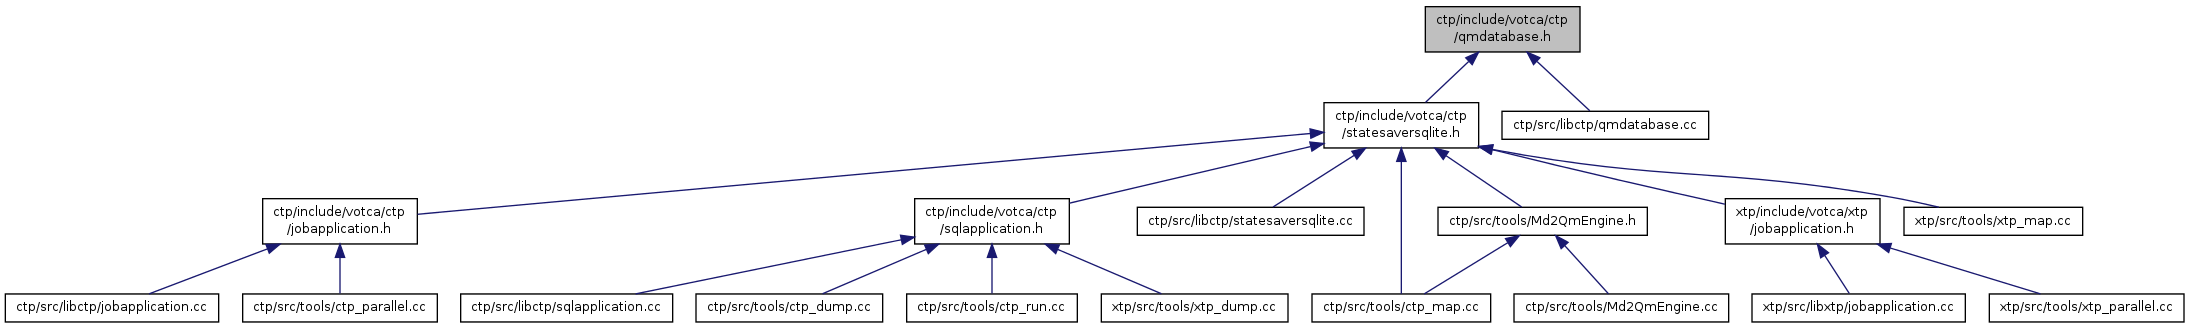 ctp/include/votca/ctp
/qmdatabase.h
ctp/include/votca/ctp
/statesaversqlite.h
ctp/src/libctp/qmdatabase.cc
ctp/include/votca/ctp
/jobapplication.h
ctp/include/votca/ctp
/sqlapplication.h
ctp/src/libctp/statesaversqlite.cc
ctp/src/tools/Md2QmEngine.h
xtp/include/votca/xtp
/jobapplication.h
xtp/src/tools/xtp_map.cc
ctp/src/libctp/jobapplication.cc
ctp/src/tools/ctp_parallel.cc
ctp/src/libctp/sqlapplication.cc
ctp/src/tools/ctp_dump.cc
ctp/src/tools/ctp_run.cc
xtp/src/tools/xtp_dump.cc
ctp/src/tools/ctp_map.cc
ctp/src/tools/Md2QmEngine.cc
xtp/src/libxtp/jobapplication.cc
xtp/src/tools/xtp_parallel.cc